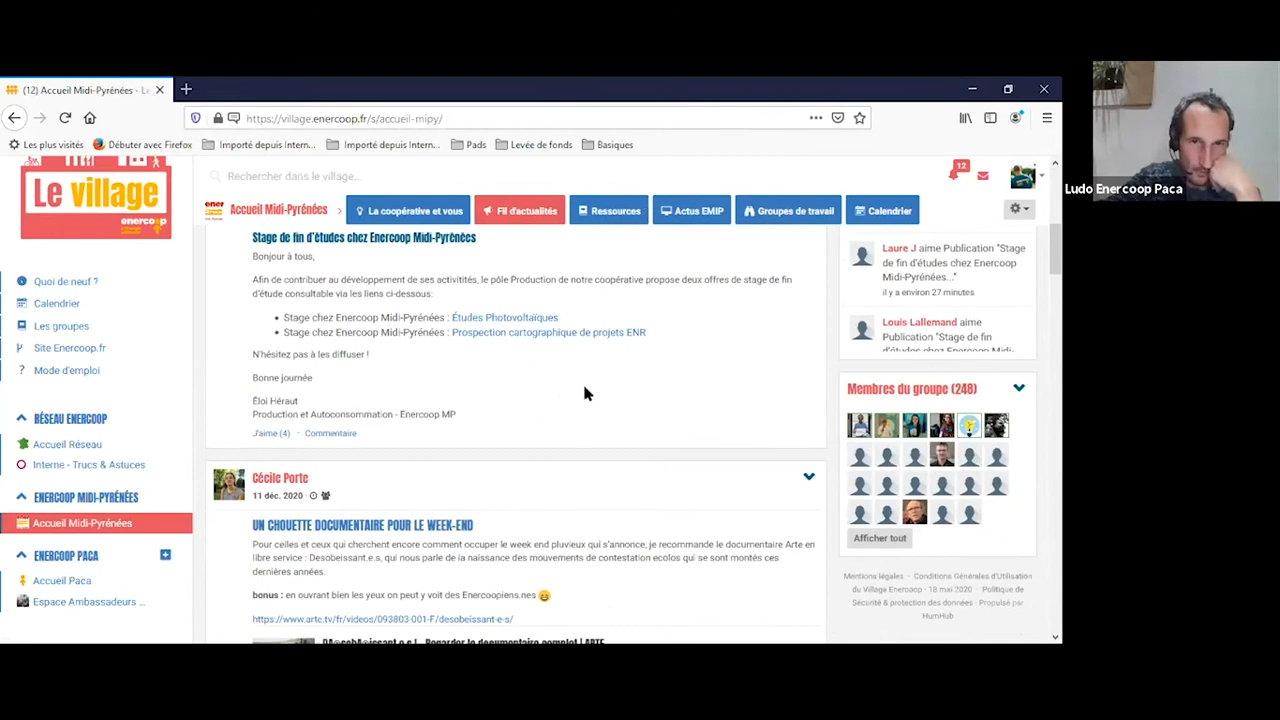 (12) Accueil Midi-Pyrénées - Le
https://village.enercoop.fr/s/accueil-mipy/
Les plus visités
Débuter avec Firefox
Importé depuis Intern...
Importé depuis Intern...
Pads
Levée de fonds
Basiques
Le village
enercoop
Rechercher dans le village...
12
ener
Accueil Midi-Pyrénées
La coopérative et vous
Fil d'actualités
Ressources
Actus EMIP
Groupes de travail
Calendrier
Quoi de neuf ?
Calendrier
Les groupes
Site Enercoop.fr
Mode d'emploi
RÉSEAU ENERCOOP
Accueil Réseau
Interne - Trucs & Astuces
ENERCOOP MIDI-PYRÉNÉES
Accueil Midi-Pyrénées
ENERCOOP PACA
Accueil Paca
Espace Ambassadeurs ...
Stage de fin d'études chez Enercoop Midi-Pyrénées
Bonjour à tous,
Afin de contribuer au développement de ses activitités, le pôle Production de notre coopérative propose deux offres de stage de fin
d'étude consultable via les liens ci-dessous:
• Stage chez Enercoop Midi-Pyrénées : Études Photovoltaïques
• Stage chez Enercoop Midi-Pyrénées : Prospection cartographique de projets ENR
N'hésitez pas à les diffuser !
Bonne journée
Éloi Héraut
Production et Autoconsommation - Enercoop MP
J'aime (4) · Commentaire
Cécile Porte
11 déc. 2020 ·
UN CHOUETTE DOCUMENTAIRE POUR LE WEEK-END
Pour celles et ceux qui cherchent encore comment occuper le week end pluvieux qui s'annonce, je recommande le documentaire Arte en
libre service : Desobeissant.e.s, qui nous parle de la naissance des mouvements de contestation ecolos qui se sont montés ces
dernières années.
bonus : en ouvrant bien les yeux on peut y voit des Enercoopiens.nes
https://www.arte.tv/fr/videos/093803-001-F/desobeissant-e-s/
Regarder le documentaire complet | ARTE
Laure J aime Publication "Stage
de fin d'études chez Enercoop
Midi-Pyrénées..."
il y a environ 27 minutes
Louis Lallemand aime
Publication "Stage de fin
d'études chez Enercoop Midi-
Membres du groupe (248)
Afficher tout
Mentions légales · Conditions Générales d'Utilisation
du Village Enercoop - 18 mai 2020 · Politique de
Sécurité & protection des données · Propulsé par
HumHub
Ludo Enercoop Paca